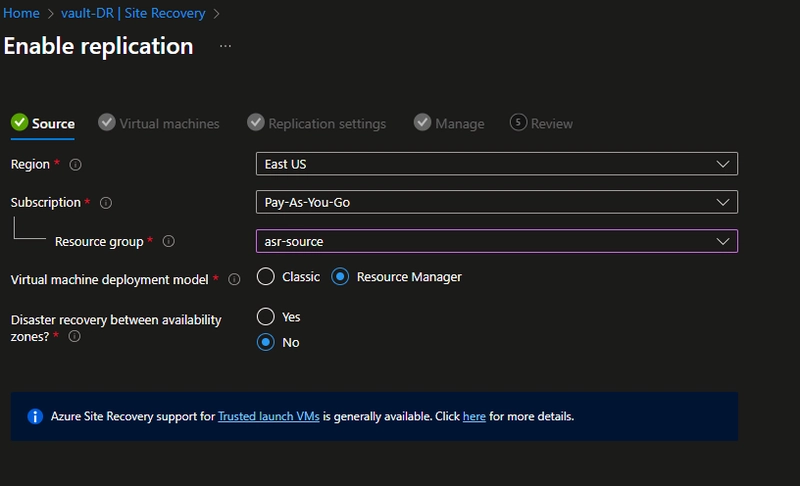 Home > vault-DR | Site Recovery >
Enable replication ...
Source Virtual machines Replication settings Manage 5 Review
Region * East US
Subscription * Pay-As-You-Go
Resource group * asr-source
Virtual machine deployment model * Classic Resource Manager
Disaster recovery between availability
zones? *
Yes
No
Azure Site Recovery support for Trusted launch VMs is generally available. Click here for more details.